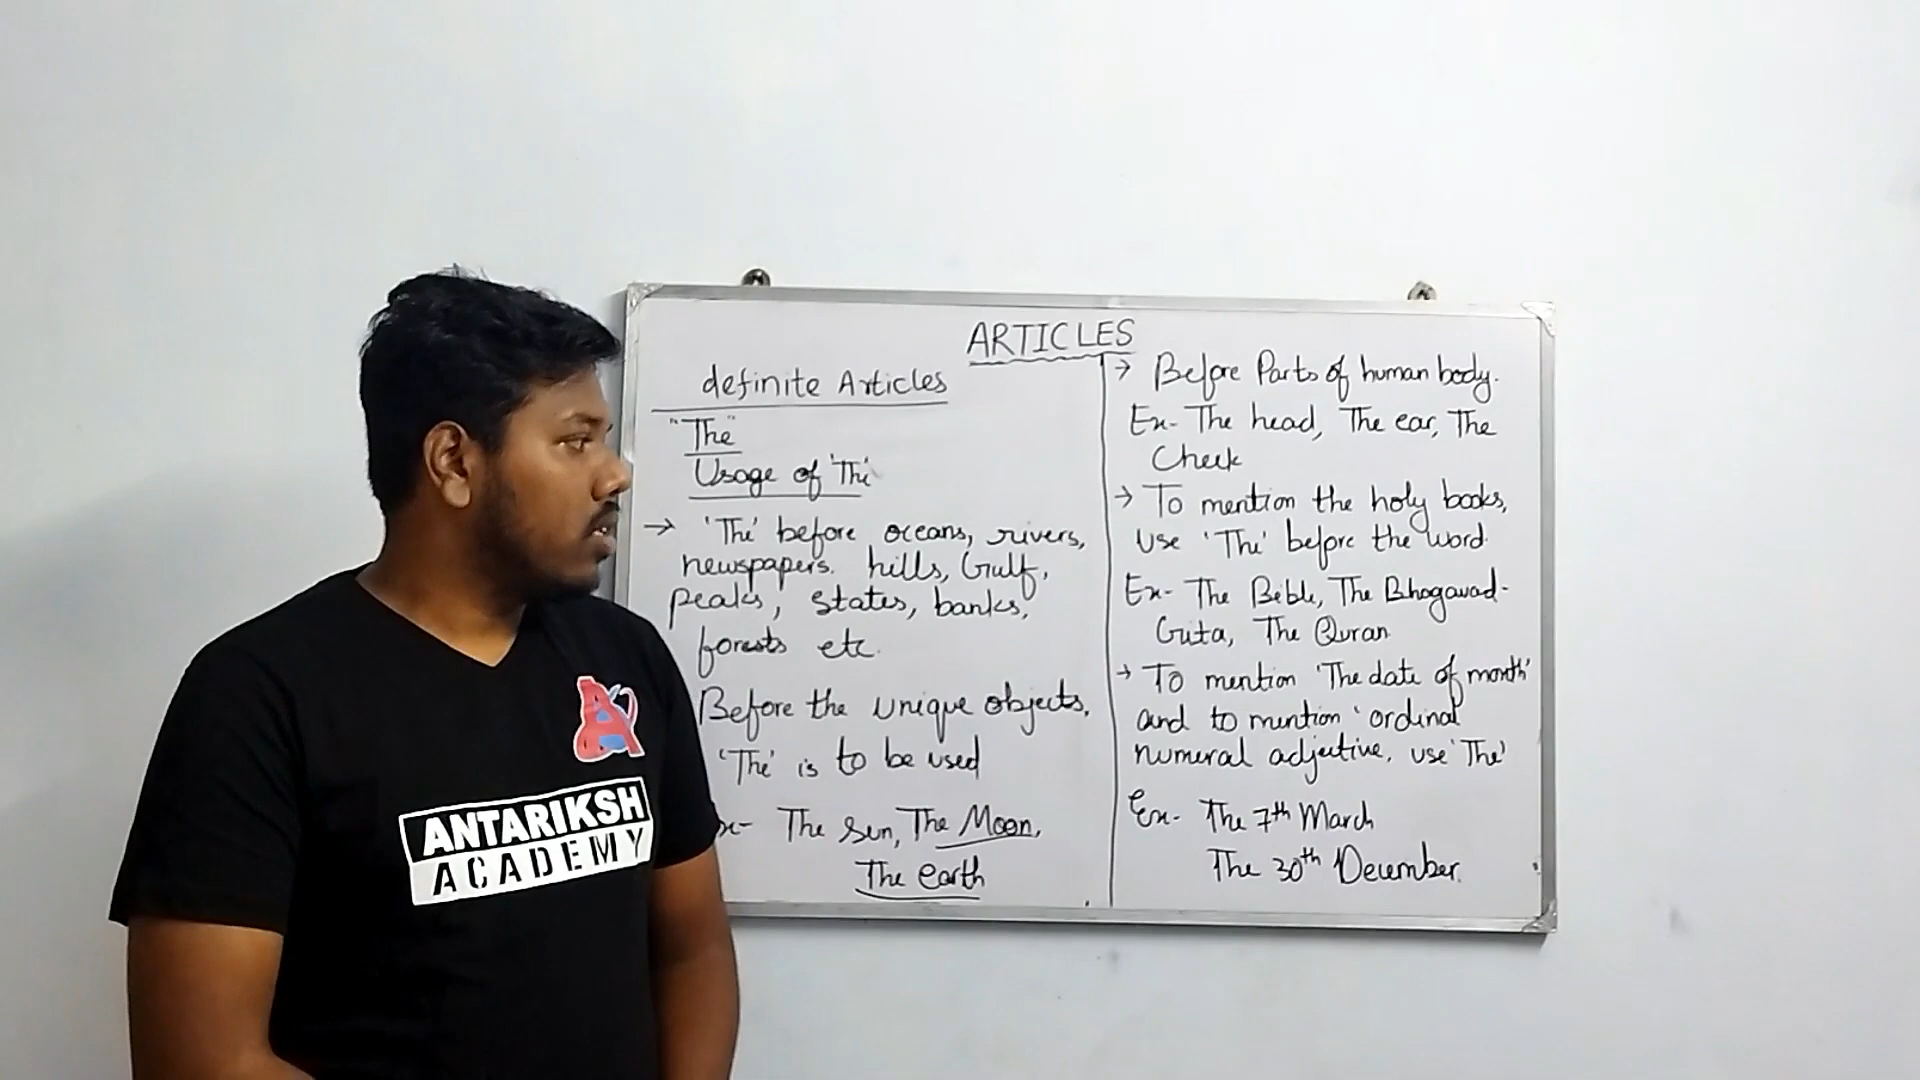 ARTICLES
definite Articles
"The"
Usage of 'The'
→ 'The' before oceans, rivers,
newspapers. hills, Gulf,
peaks, states, banks,
forests etc.
Before the unique objects,
'The' is to be used
Ex- The sun, The Moon,
The earth
→ Before Parts of human body.
Ex- The head, The ear, The
Cheek
→ To mention the holy books,
Use 'The' before the word
Ex- The Bible, The Bhagavad-
Gita, The Quran
→ To mention 'The date of month'
and to mention 'ordinal
numeral adjective, use 'The'
Ex- The 7th March
The 30th December.
ANTARIKSH
ACADEMY